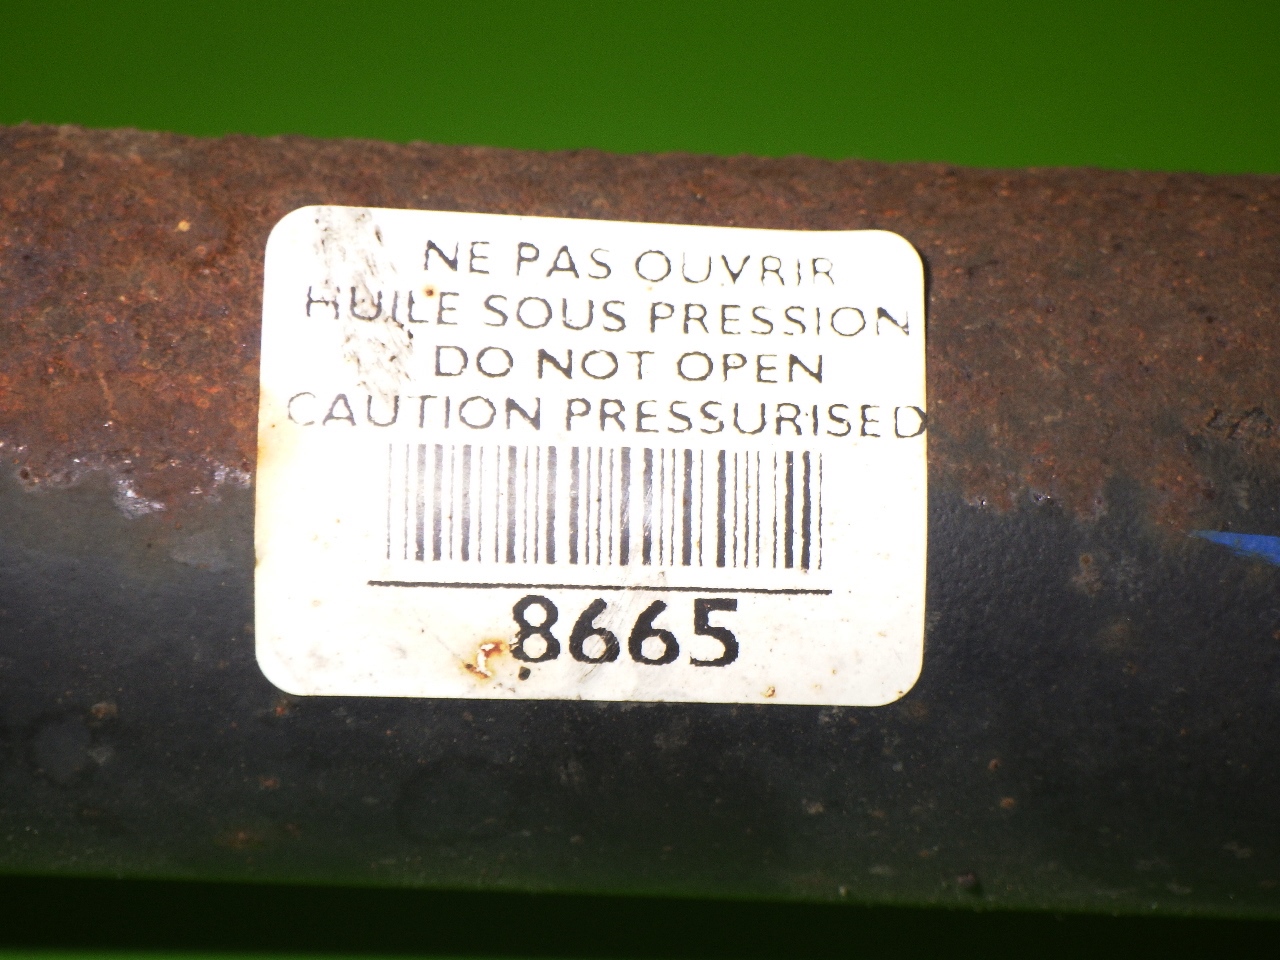 NE PAS OUVRIR
HUILE SOUS PRESSION
DO NOT OPEN
CAUTION PRESSURISED
8665